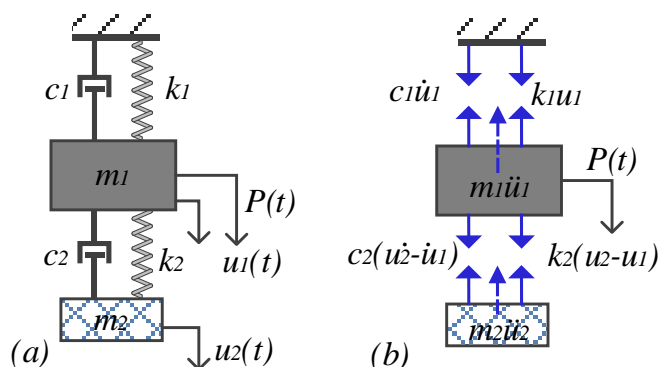 c1
k1
m1
P(t)
c2
k2
u1(t)
m2
u2(t)
(a)
c1u̇1
k1u1
P(t)
m1ü1
c2(u̇2-u̇1)
k2(u2-u1)
m2ü2
(b)